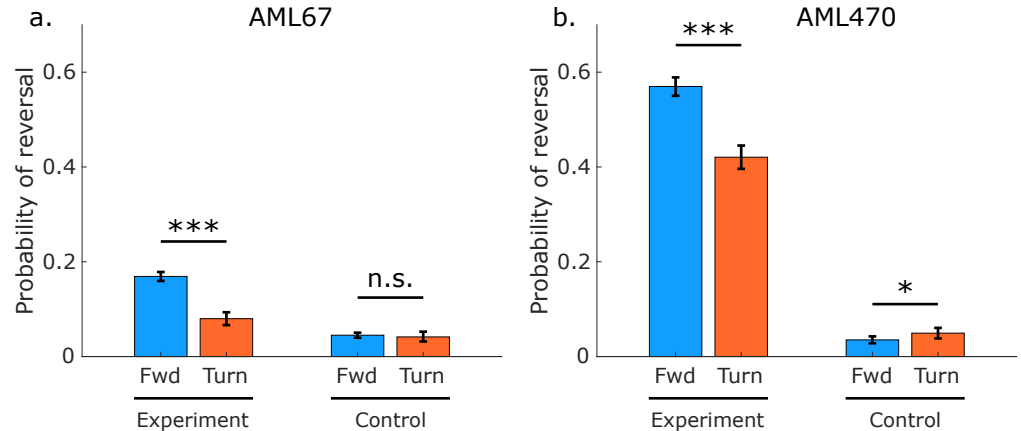 a.
AML67
Probability of reversal
0.6
0.4
0.2
0
***
n.s.
Fwd Turn Fwd Turn
Experiment Control
b.
AML470
Probability of reversal
0.6
0.4
0.2
0
***
*
Fwd Turn Fwd Turn
Experiment Control